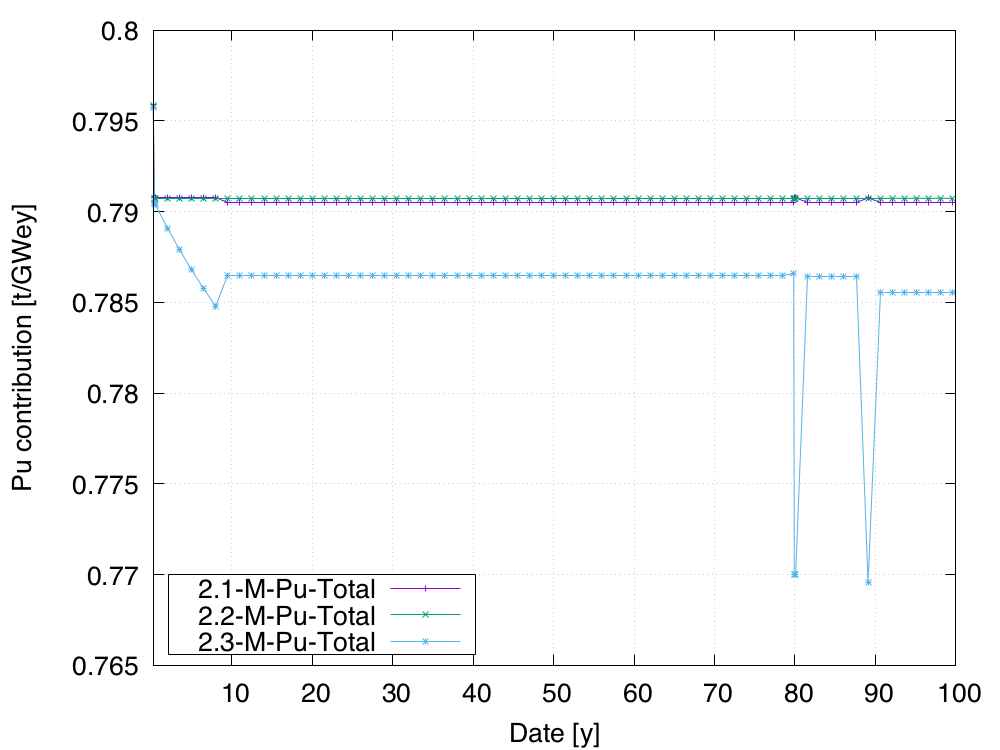 0.8
0.795
0.79
0.785
0.78
0.775
0.77
0.765
Pu contribution [t/GWey]
2.1-M-Pu-Total
2.2-M-Pu-Total
2.3-M-Pu-Total
10 20 30 40 50 60 70 80 90 100
Date [y]